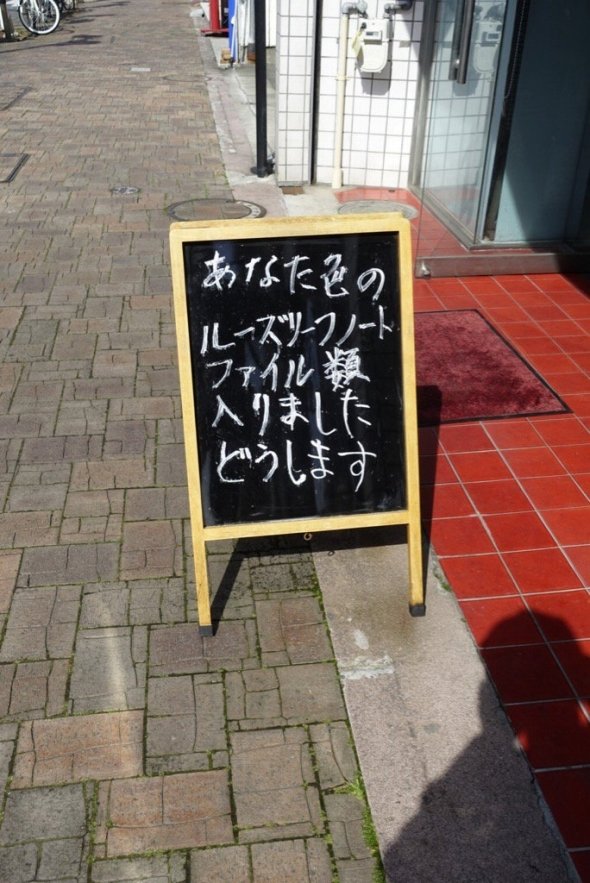 あなた色の
ルーズリーフノート
ファイル類
入りました
どうします